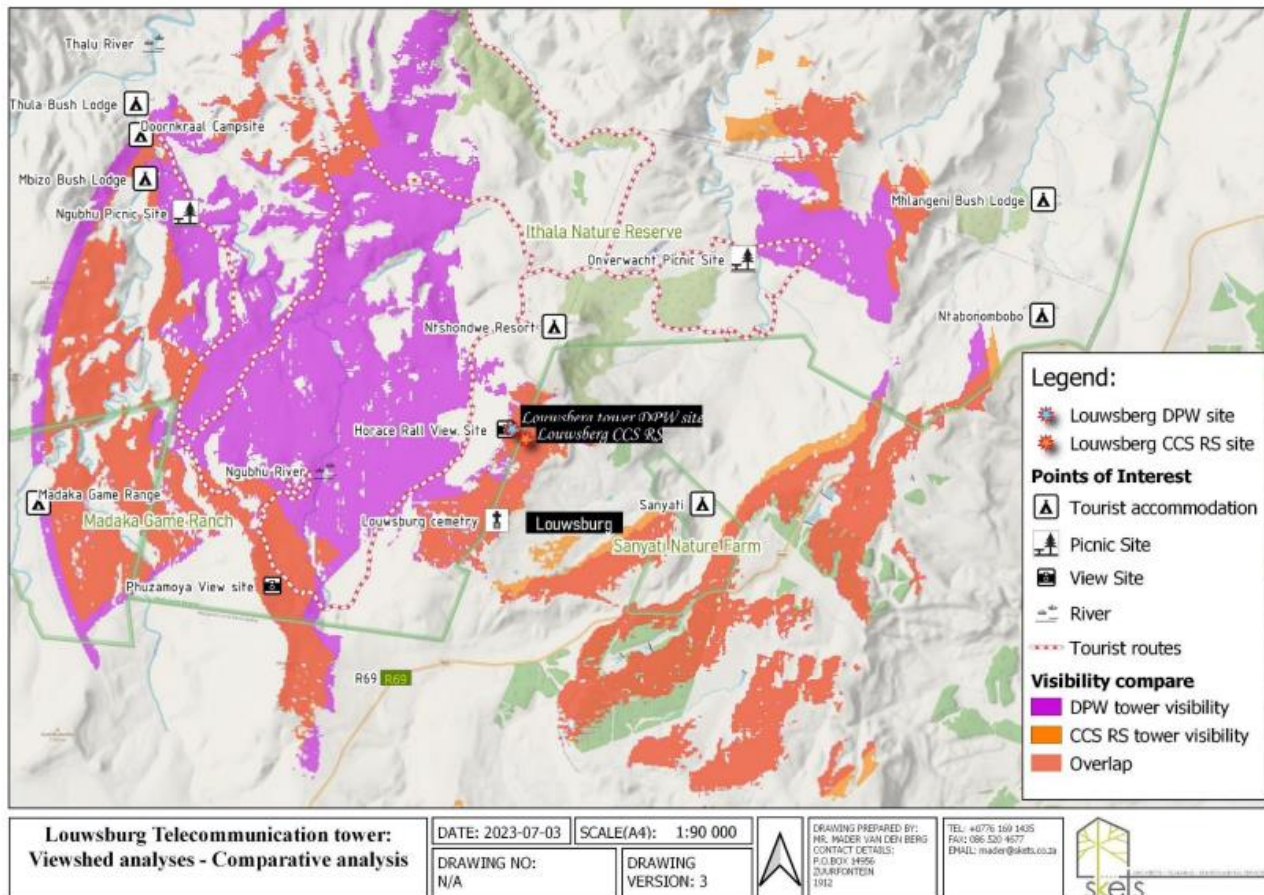 Thalu River
Thula Bush Lodge
Doornkraal Campsite
Mbizo Bush Lodge
Ngubhu Picnic Site
Mhlangeni Bush Lodge
Ithala Nature Reserve
Onverwacht Picnic Site
Ntshondwe Resort
Ntabonombobo
Louwsberg tower DPW site
Horace Rall View Site
Louwsberg CCS RS
Ngubhu River
Madaka Game Range
Madaka Game Ranch
Louwsburg cemetry
Louwsburg
Sanyati
Sanyati Nature Farm
Phuzamoya View site
R69 R69
Legend:
Louwsberg DPW site
Louwsberg CCS RS site
Points of Interest
Tourist accommodation
Picnic Site
View Site
River
Tourist routes
Visibility compare
DPW tower visibility
CCS RS tower visibility
Overlap
Louwsburg Telecommunication tower:
Viewshed analyses - Comparative analysis
DATE: 2023-07-03
SCALE(A4): 1:90 000
DRAWING NO:
N/A
DRAWING
VERSION: 3
DRAWING PREPARED BY:
MR. MADER VAN DEN BERG
CONTACT DETAILS:
P.O.BOX 14956
ZUURFONTEIN
1912
TEL: +0776 169 1435
FAX: 086 520 4677
EMAIL: mader@skets.co.za
skets